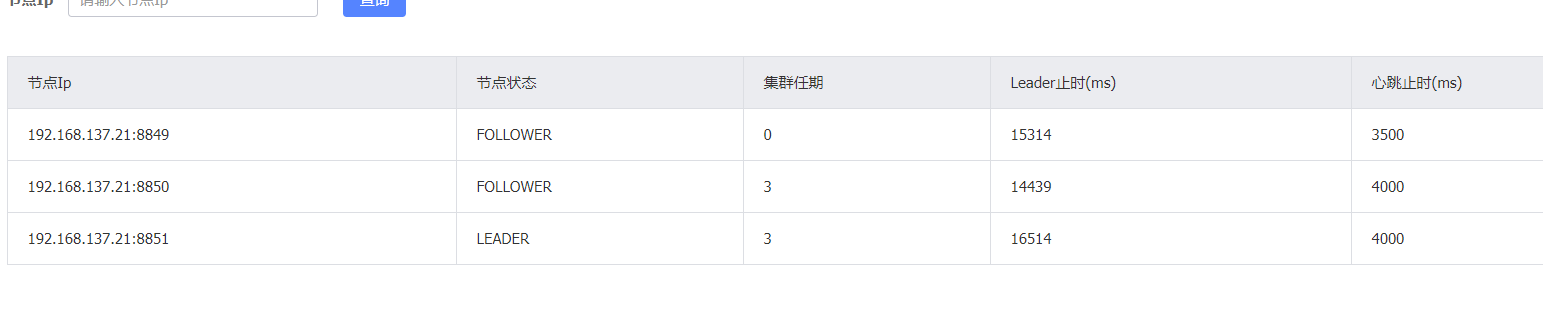 节点Ip 请输入节点Ip 查询
节点Ip 节点状态 集群任期 Leader止时(ms) 心跳止时(ms)
192.168.137.21:8849 FOLLOWER 0 15314 3500
192.168.137.21:8850 FOLLOWER 3 14439 4000
192.168.137.21:8851 LEADER 3 16514 4000